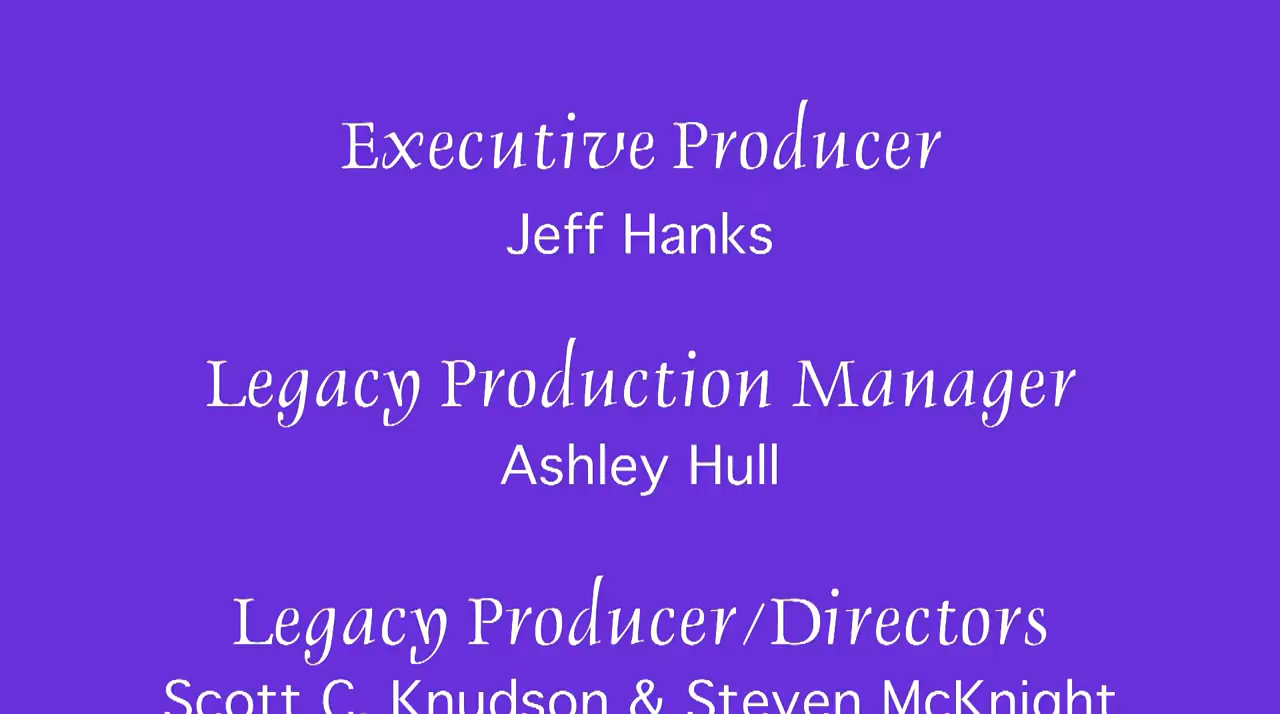 Executive Producer
Jeff Hanks
Legacy Production Manager
Ashley Hull
Legacy Producer/Directors
Scott C. Knudson & Steven McKnight